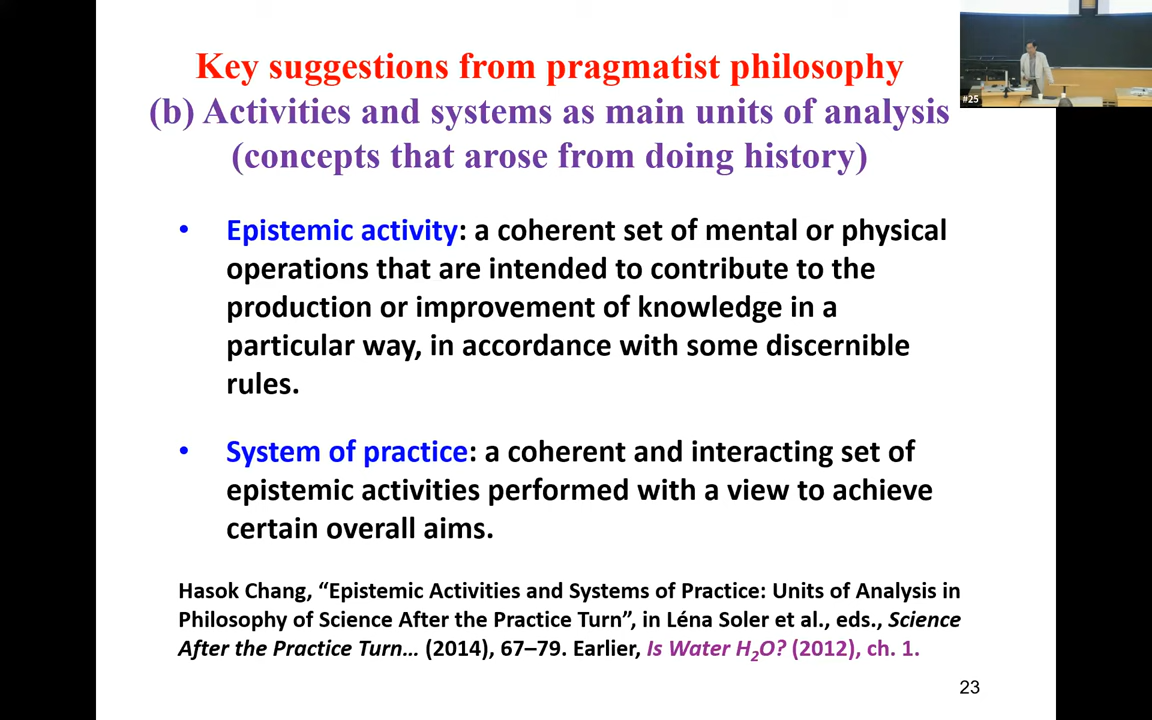 Key suggestions from pragmatist philosophy
(b) Activities and systems as main units of analysis
(concepts that arose from doing history)
#25
• Epistemic activity: a coherent set of mental or physical
operations that are intended to contribute to the
production or improvement of knowledge in a
particular way, in accordance with some discernible
rules.
• System of practice: a coherent and interacting set of
epistemic activities performed with a view to achieve
certain overall aims.
Hasok Chang, “Epistemic Activities and Systems of Practice: Units of Analysis in
Philosophy of Science After the Practice Turn”, in Léna Soler et al., eds., Science
After the Practice Turn… (2014), 67–79. Earlier, Is Water H₂O? (2012), ch. 1.
23